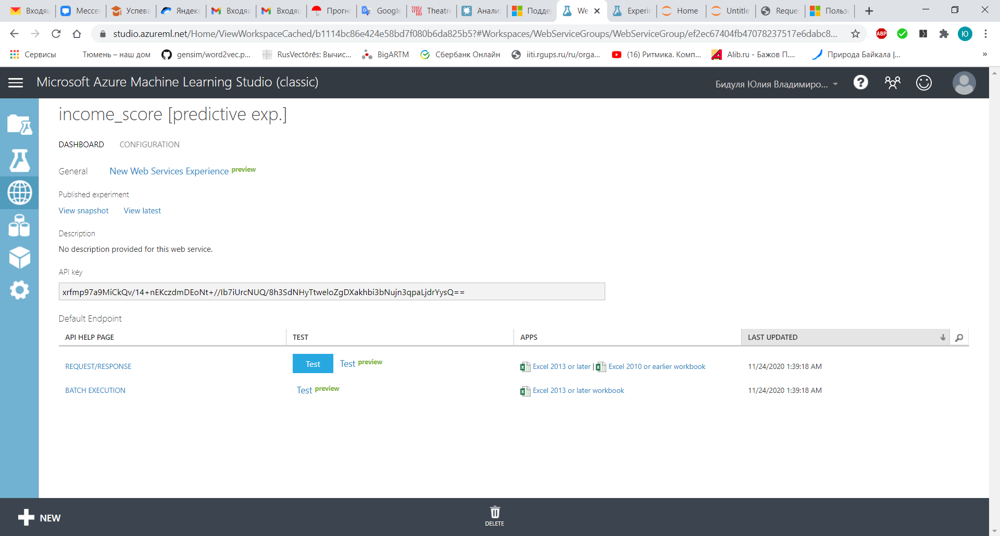 Входящ Мессен Успева Яндекс Входящ Входящ Прогно Google Theatre Анализ Поддер We Experin Home Untitle Reques Польз
studio.azureml.net/Home/ViewWorkspaceCached/b1114bc86e424e58bd7f080b6da825b5?#Workspaces/WebServiceGroups/WebServiceGroup/ef2ec67404fb47078237517e6dabc8... ABP Ю
Сервисы Тюмень – наш дом gensim/word2vec.p... RusVectōrēs: Вычис... BigARTM Сбербанк Онлайн iiti.rgups.ru/ru/orga... (16) Ритмика. Комп... Alib.ru - Бажов П.... Природа Байкала |... »
Microsoft Azure Machine Learning Studio (classic) Бидуля Юлия Владимиро... ?
income_score [predictive exp.]
DASHBOARD CONFIGURATION
General New Web Services Experience preview
Published experiment
View snapshot View latest
Description
No description provided for this web service.
API key
xrfmp97a9MiCkQv/14+nEKczdmDEoNt+//Ib7iUrcNUQ/8h3SdNHyTtweloZgDXakhbi3bNujn3qpaLjdrYysQ==
Default Endpoint
API HELP PAGE TEST APPS LAST UPDATED
REQUEST/RESPONSE Test Test preview Excel 2013 or later | Excel 2010 or earlier workbook 11/24/2020 1:39:18 AM
BATCH EXECUTION Test preview Excel 2013 or later workbook 11/24/2020 1:39:18 AM
NEW DELETE